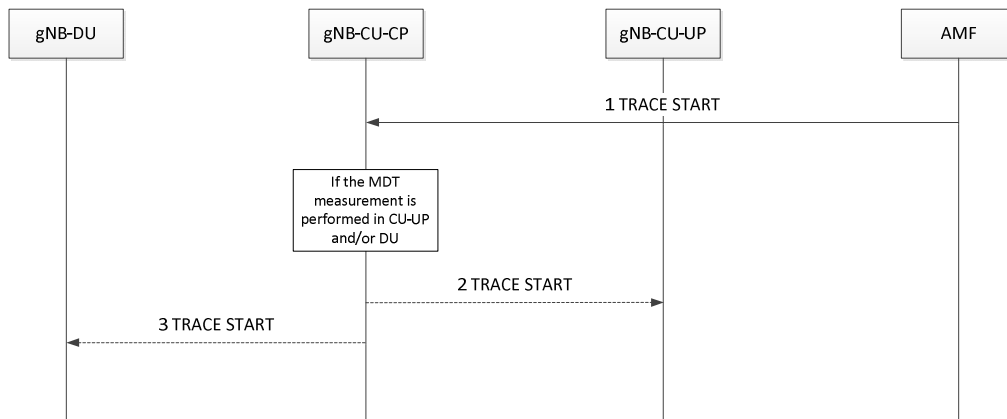 gNB-DU
gNB-CU-CP
gNB-CU-UP
AMF
1 TRACE START
If the MDT
measurement is
performed in CU-UP
and/or DU
2 TRACE START
3 TRACE START